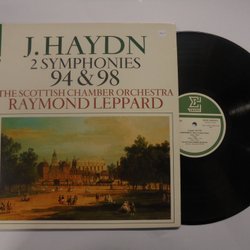 J. HAYDN
2 SYMPHONIES
94 & 98
THE SCOTTISH CHAMBER ORCHESTRA
RAYMOND LEPPARD